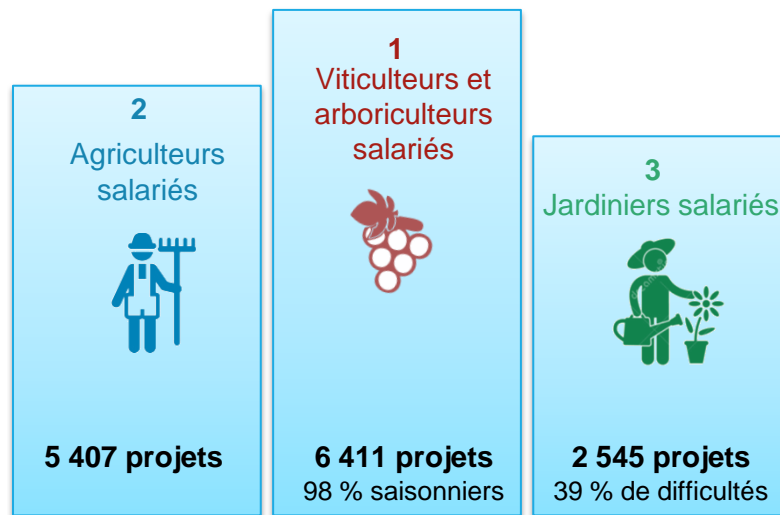 1
Viticulteurs et
arboriculteurs
salariés
6 411 projets
98 % saisonniers
2
Agriculteurs
salariés
5 407 projets
3
Jardiniers salariés
2 545 projets
39 % de difficultés